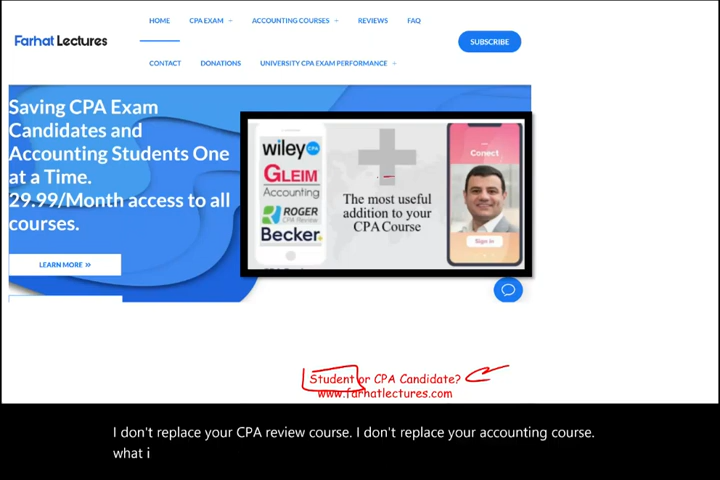 HOME CPA EXAM ACCOUNTING COURSES REVIEWS FAQ
Farhat Lectures
SUBSCRIBE
CONTACT DONATIONS UNIVERSITY CPA EXAM PERFORMANCE
Saving CPA Exam
Candidates and
Accounting Students One
at a Time.
29.99/Month access to all
courses.
LEARN MORE »
wiley CPA
GLEIM
Accounting
ROGER
CPA Review
Becker
The most useful
addition to your
CPA Course
Conect
Sign in
Student or CPA Candidate?
www.farhatlectures.com
I don't replace your CPA review course. I don't replace your accounting course.
what i